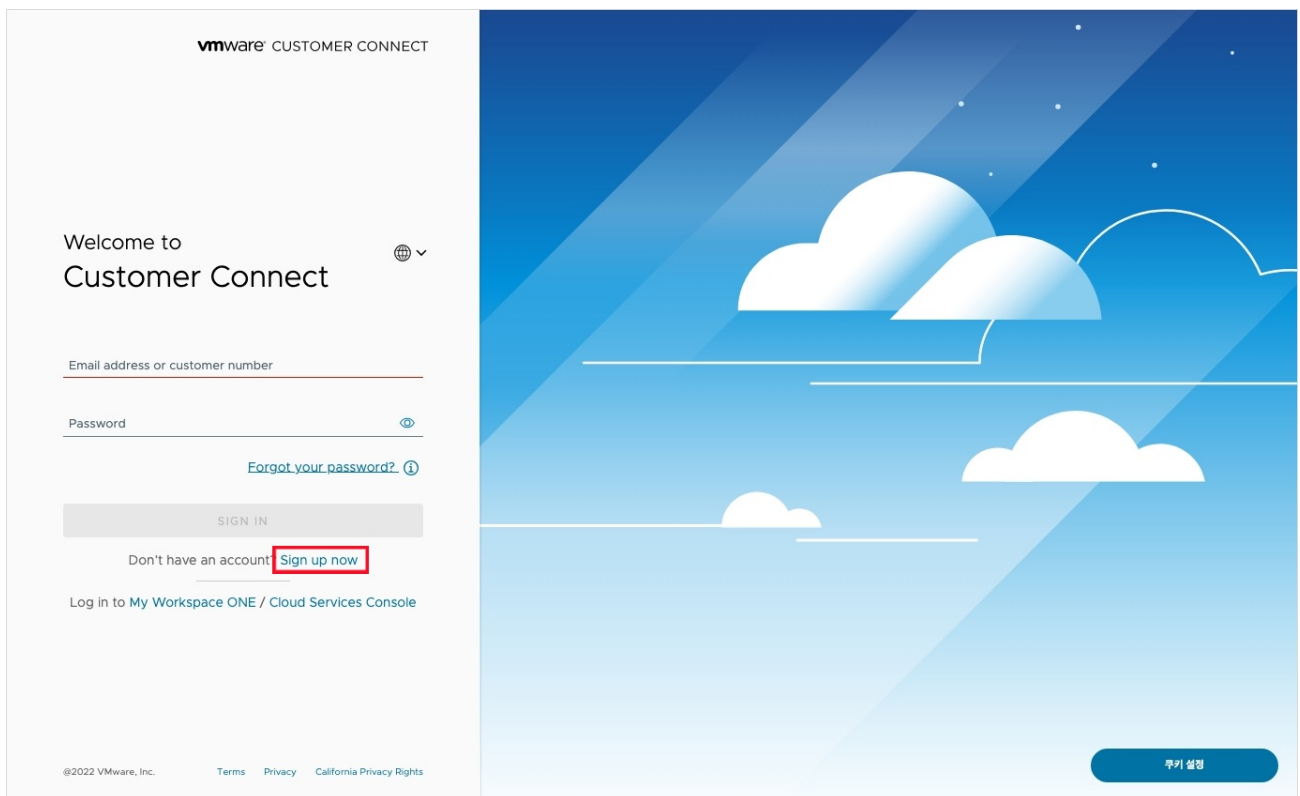 vmware® CUSTOMER CONNECT
Welcome to
Customer Connect
Email address or customer number
Password
Forgot your password?
SIGN IN
Don't have an account? Sign up now
Log in to My Workspace ONE / Cloud Services Console
@2022 VMware, Inc. Terms Privacy California Privacy Rights
쿠키 설정